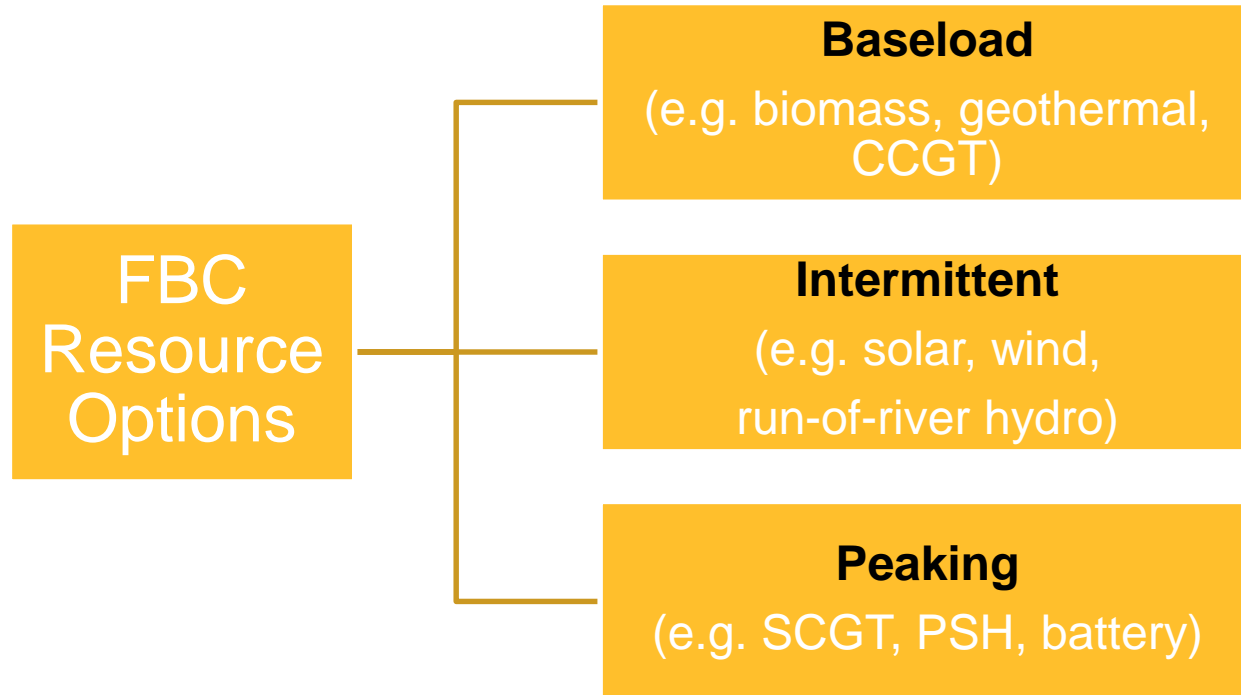 FBC
Resource
Options
Baseload
(e.g. biomass, geothermal,
CCGT)
Intermittent
(e.g. solar, wind,
run-of-river hydro)
Peaking
(e.g. SCGT, PSH, battery)